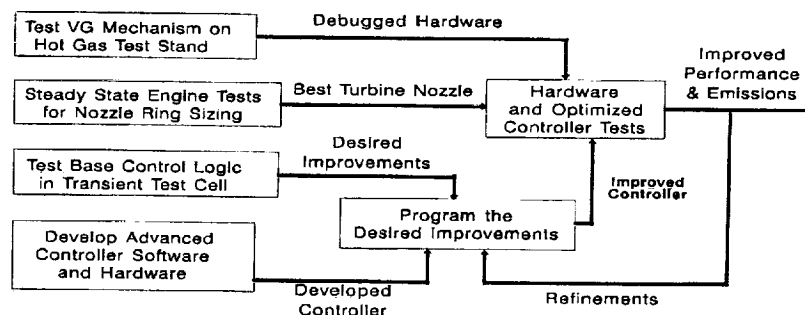 Test VG Mechanism on
Hot Gas Test Stand
Debugged Hardware
Steady State Engine Tests
for Nozzle Ring Sizing
Best Turbine Nozzle
Hardware
and Optimized
Controller Tests
Improved
Performance
& Emissions
Test Base Control Logic
in Transient Test Cell
Desired
Improvements
Improved
Controller
Program the
Desired Improvements
Develop Advanced
Controller Software
and Hardware
Developed
Controller
Refinements